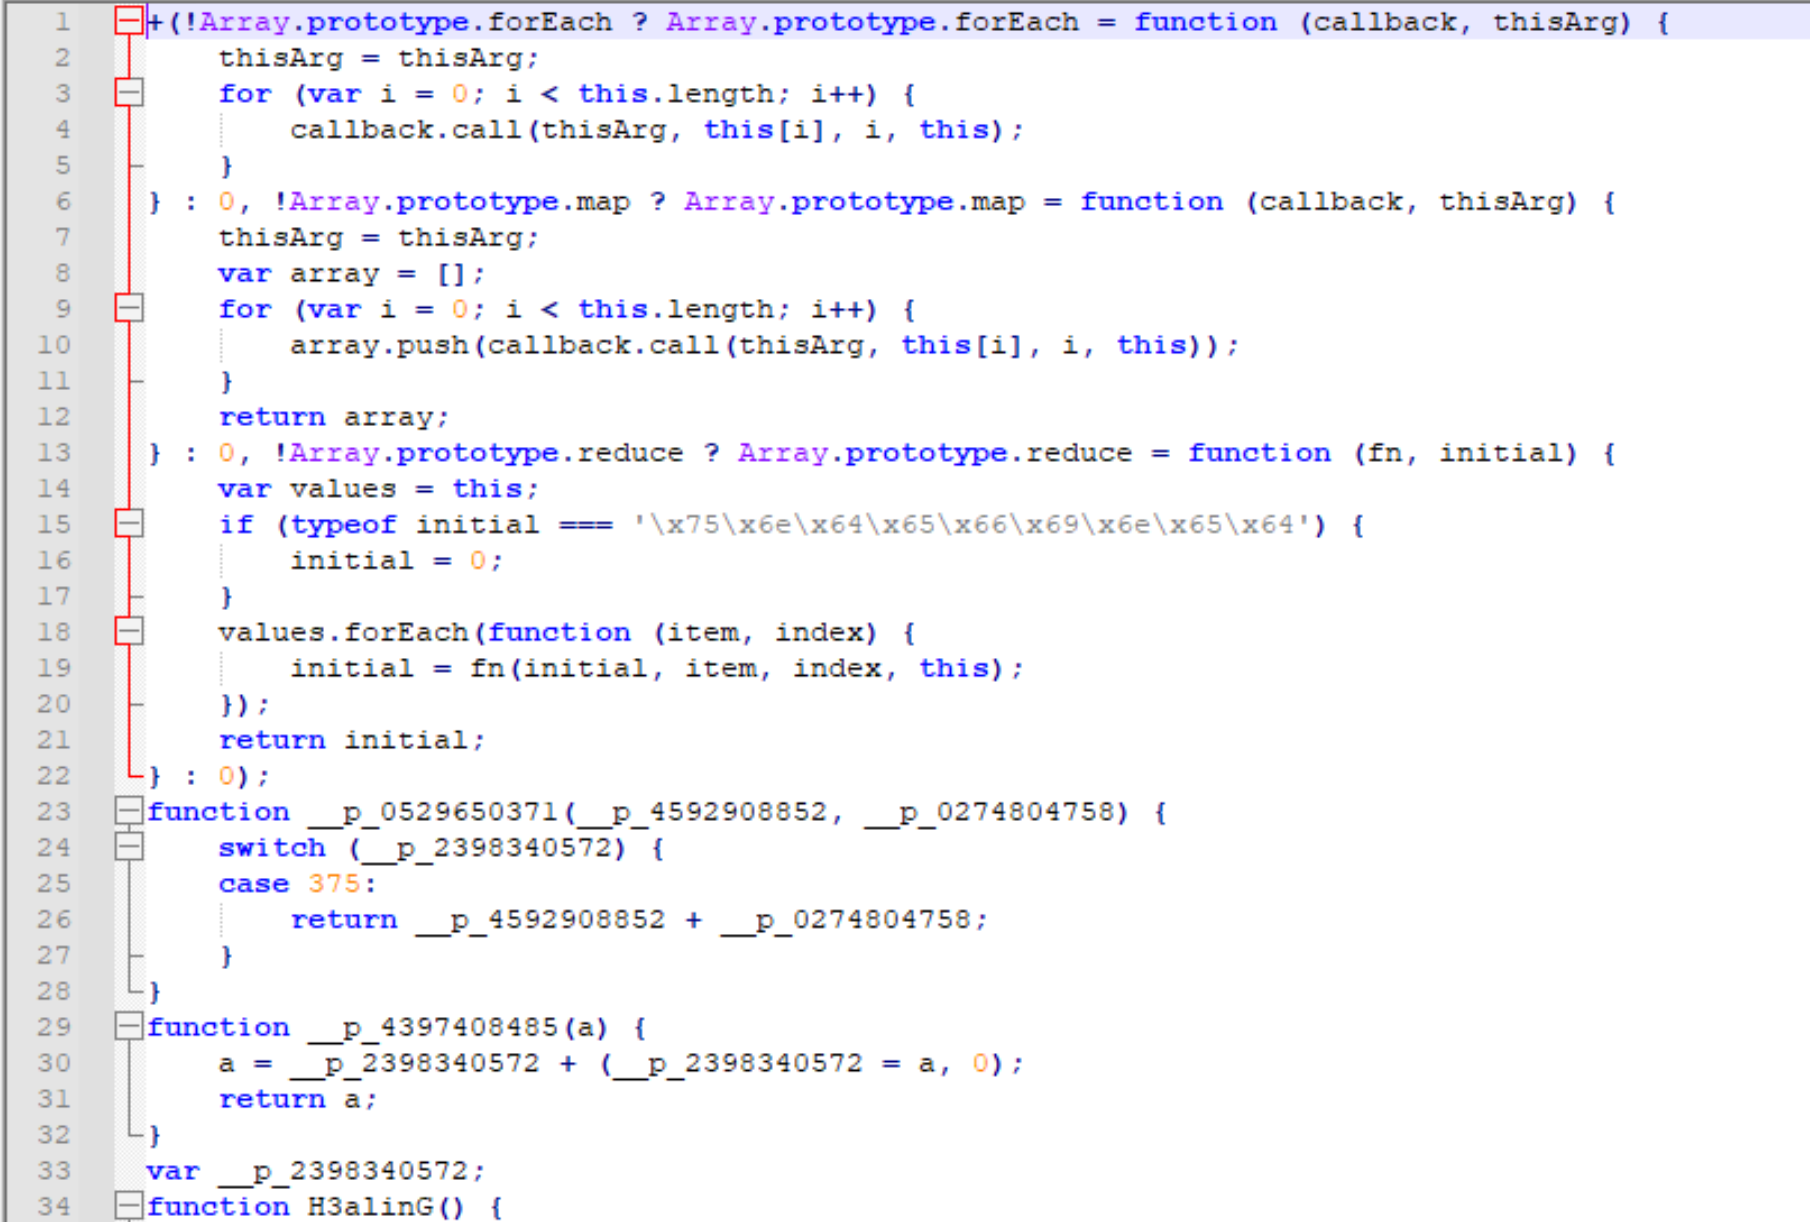 1 +(!Array.prototype.forEach ? Array.prototype.forEach = function (callback, thisArg) {
2 thisArg = thisArg;
3 for (var i = 0; i < this.length; i++) {
4 callback.call(thisArg, this[i], i, this);
5 }
6 } : 0, !Array.prototype.map ? Array.prototype.map = function (callback, thisArg) {
7 thisArg = thisArg;
8 var array = [];
9 for (var i = 0; i < this.length; i++) {
10 array.push(callback.call(thisArg, this[i], i, this));
11 }
12 return array;
13 } : 0, !Array.prototype.reduce ? Array.prototype.reduce = function (fn, initial) {
14 var values = this;
15 if (typeof initial === '\x75\x6e\x64\x65\x66\x69\x6e\x65\x64') {
16 initial = 0;
17 }
18 values.forEach(function (item, index) {
19 initial = fn(initial, item, index, this);
20 });
21 return initial;
22 } : 0);
23 function __p_0529650371(__p_4592908852, __p_0274804758) {
24 switch (__p_2398340572) {
25 case 375:
26 return __p_4592908852 + __p_0274804758;
27 }
28 }
29 function __p_4397408485(a) {
30 a = __p_2398340572 + (__p_2398340572 = a, 0);
31 return a;
32 }
33 var __p_2398340572;
34 function H3alinG() {